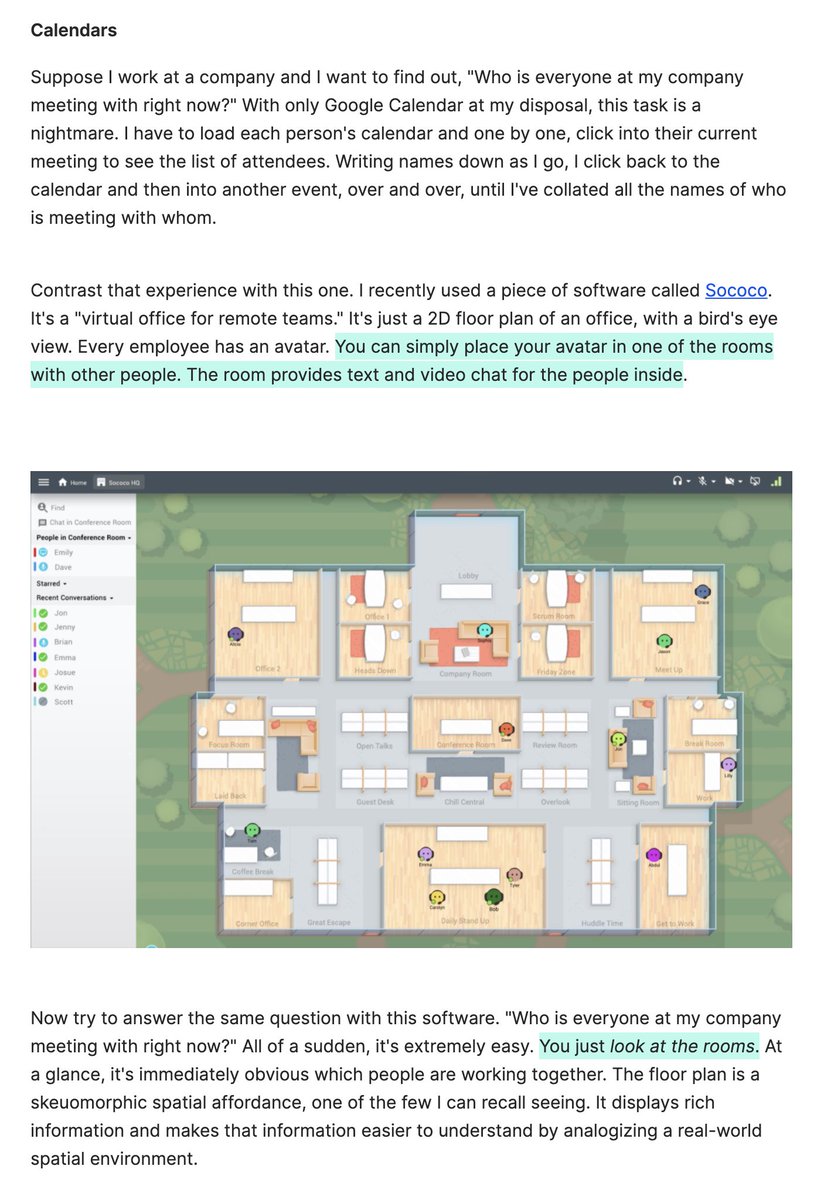 Calendars
Suppose I work at a company and I want to find out, "Who is everyone at my company
meeting with right now?" With only Google Calendar at my disposal, this task is a
nightmare. I have to load each person's calendar and one by one, click into their current
meeting to see the list of attendees. Writing names down as I go, I click back to the
calendar and then into another event, over and over, until I've collated all the names of who
is meeting with whom.
Contrast that experience with this one. I recently used a piece of software called Sococo.
It's a "virtual office for remote teams." It's just a 2D floor plan of an office, with a bird's eye
view. Every employee has an avatar. You can simply place your avatar in one of the rooms
with other people. The room provides text and video chat for the people inside.
Home
Sococo HQ
Find
Chat in Conference Room
People in Conference Room
Emily
Dave
Starred
Recent Conversations
Jon
Jenny
Brian
Emma
Josue
Kevin
Scott
Lobby
Office 1
Scrum Room
Grace
Alicia
Sophia
Jason
Office 2
Heads Down
Company Room
Friday Zone
Meet Up
Focus Room
Open Talks
Conference Room
Dave
Review Room
Jon
Break Room
Lilly
Laid Back
Guest Desk
Chill Central
Overlook
Sitting Room
Work
Tom
Emma
Abdul
Coffee Break
Tyler
Carolyn
Bob
Corner Office
Great Escape
Daily Stand Up
Huddle Time
Get to Work
Now try to answer the same question with this software. "Who is everyone at my company
meeting with right now?" All of a sudden, it's extremely easy. You just look at the rooms. At
a glance, it's immediately obvious which people are working together. The floor plan is a
skeuomorphic spatial affordance, one of the few I can recall seeing. It displays rich
information and makes that information easier to understand by analogizing a real-world
spatial environment.